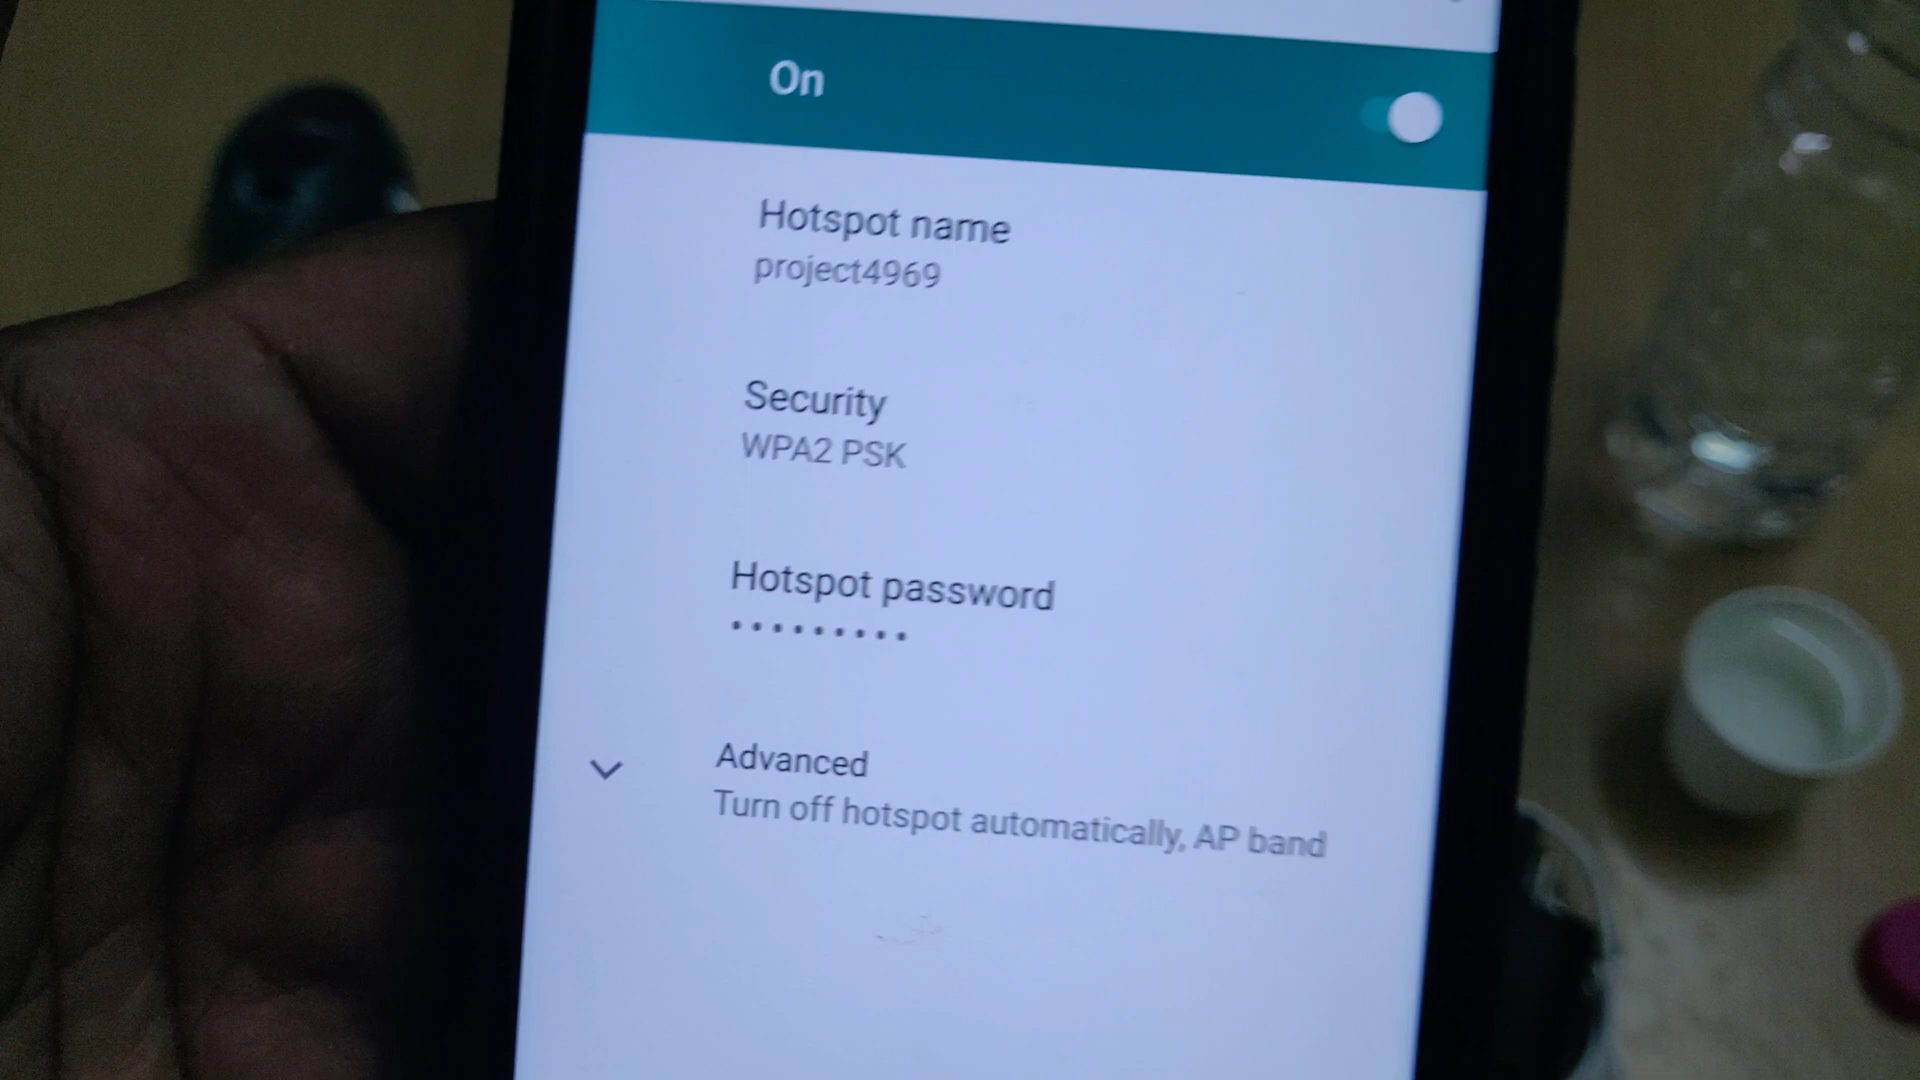 On
Hotspot name
project4969
Security
WPA2 PSK
Hotspot password
•••••••••
Advanced
Turn off hotspot automatically, AP band